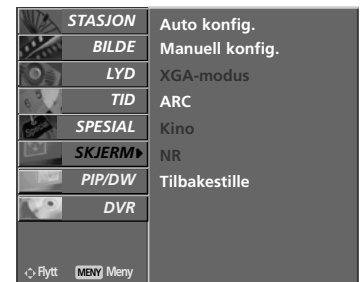 STASJON
BILDE
LYD
TID
SPESIAL
SKJERM
PIP/DW
DVR
Flytt MENY Meny
Auto konfig.
Manuell konfig.
XGA-modus
ARC
Kino
NR
Tilbakestille